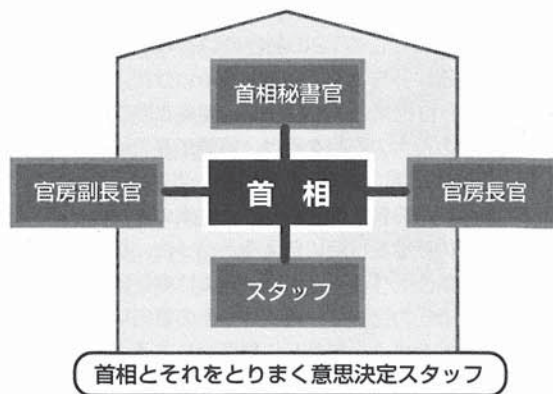 首相秘書官
官房副長官
首相
官房長官
スタッフ
首相とそれをとりまく意思決定スタッフ